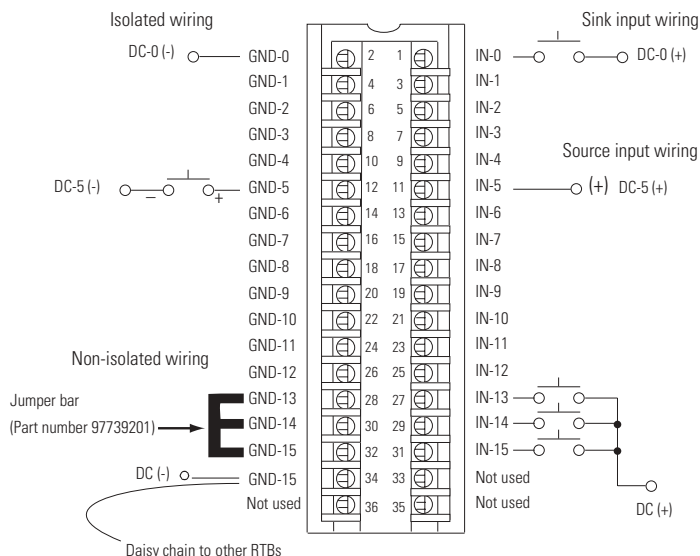 Isolated wiring
Sink input wiring
DC-0 (-) GND-0 2 1 IN-0 DC-0 (+)
GND-1 4 3 IN-1
GND-2 6 5 IN-2
GND-3 8 7 IN-3
GND-4 10 9 IN-4
Source input wiring
DC-5 (-) – + GND-5 12 11 IN-5 (+) DC-5 (+)
GND-6 14 13 IN-6
GND-7 16 15 IN-7
GND-8 18 17 IN-8
GND-9 20 19 IN-9
GND-10 22 21 IN-10
GND-11 24 23 IN-11
Non-isolated wiring
GND-12 26 25 IN-12
GND-13 28 27 IN-13
Jumper bar
(Part number 97739201)
GND-14 30 29 IN-14
GND-15 32 31 IN-15
DC (-) GND-15 34 33 Not used
Not used 36 35 Not used
DC (+)
Daisy chain to other RTBs